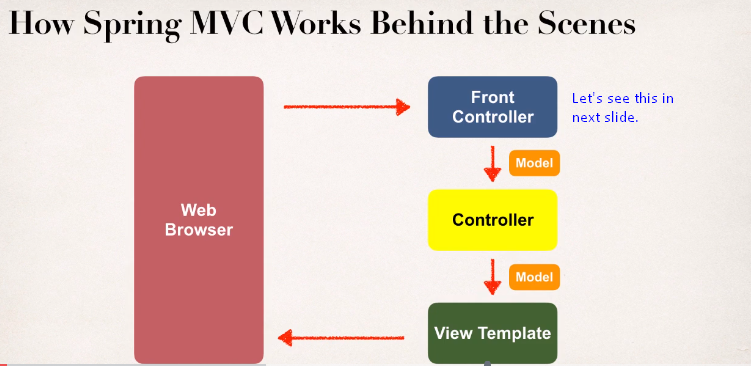 How Spring MVC Works Behind the Scenes
Front
Controller
Let's see this in
next slide.
Model
Web
Browser
Controller
Model
View Template